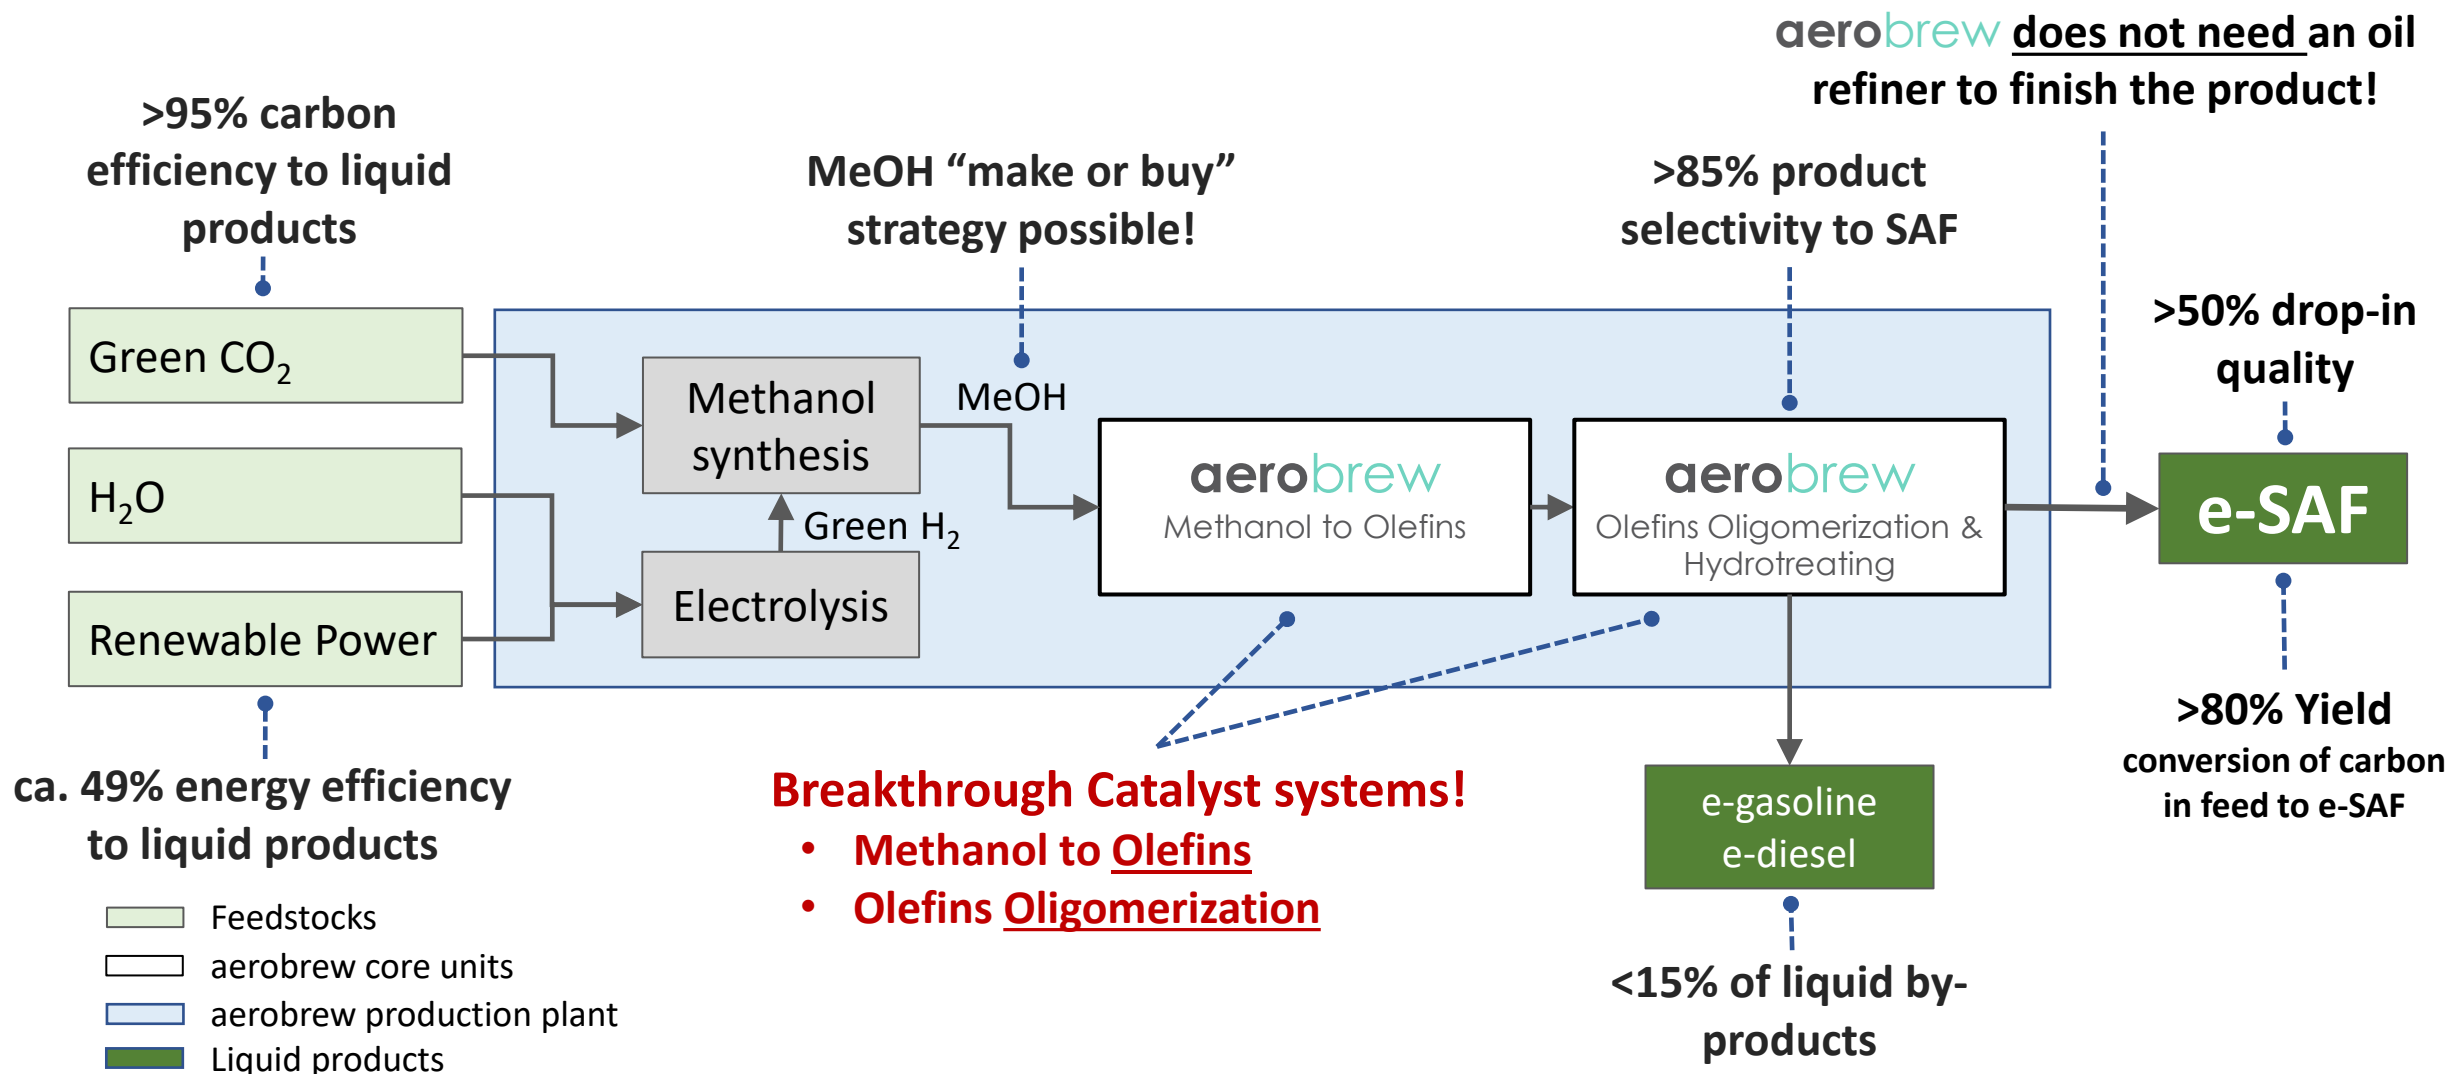 aerobrew does not need an oil
refiner to finish the product!
>95% carbon
efficiency to liquid
products
MeOH “make or buy”
strategy possible!
>85% product
selectivity to SAF
>50% drop-in
quality
Green CO₂
H₂O
Renewable Power
Methanol
synthesis
MeOH
Green H₂
Electrolysis
aerobrew
Methanol to Olefins
aerobrew
Olefins Oligomerization &
Hydrotreating
e-SAF
>80% Yield
conversion of carbon
in feed to e-SAF
ca. 49% energy efficiency
to liquid products
Breakthrough Catalyst systems!
• Methanol to Olefins
• Olefins Oligomerization
e-gasoline
e-diesel
<15% of liquid by-
products
Feedstocks
aerobrew core units
aerobrew production plant
Liquid products